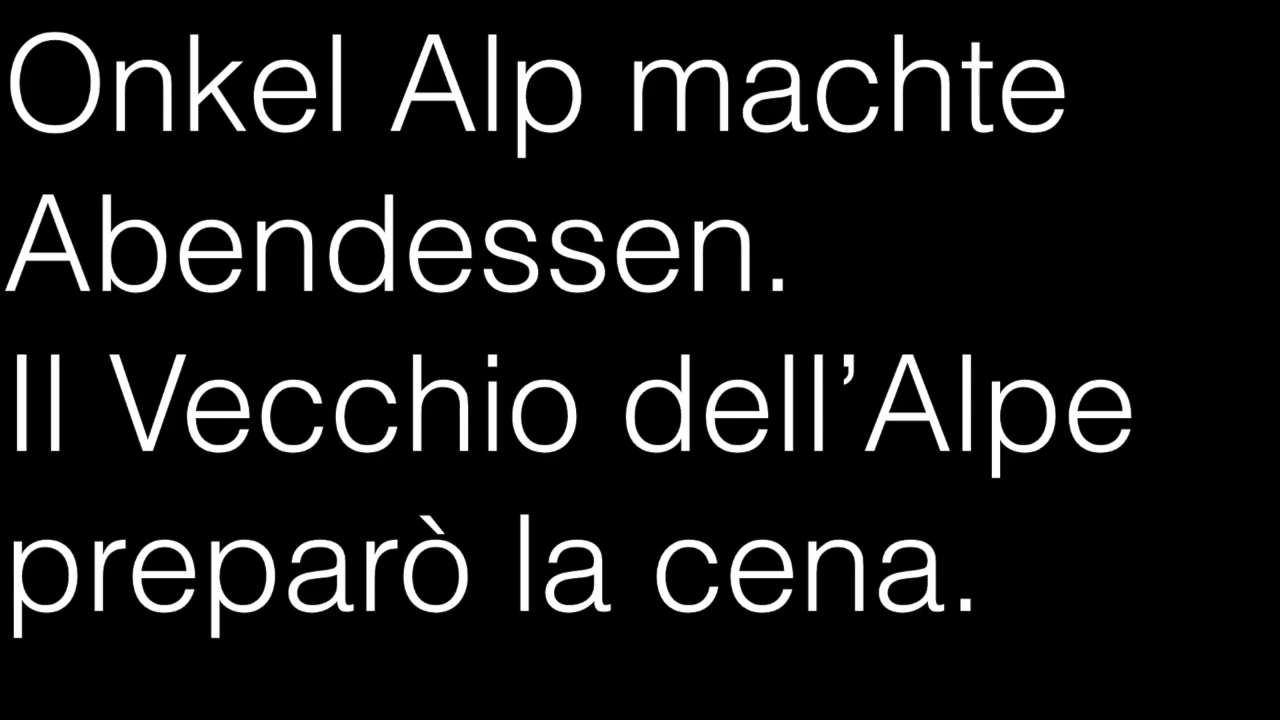 Onkel Alp machte
Abendessen.
Il Vecchio dell’Alpe
preparò la cena.